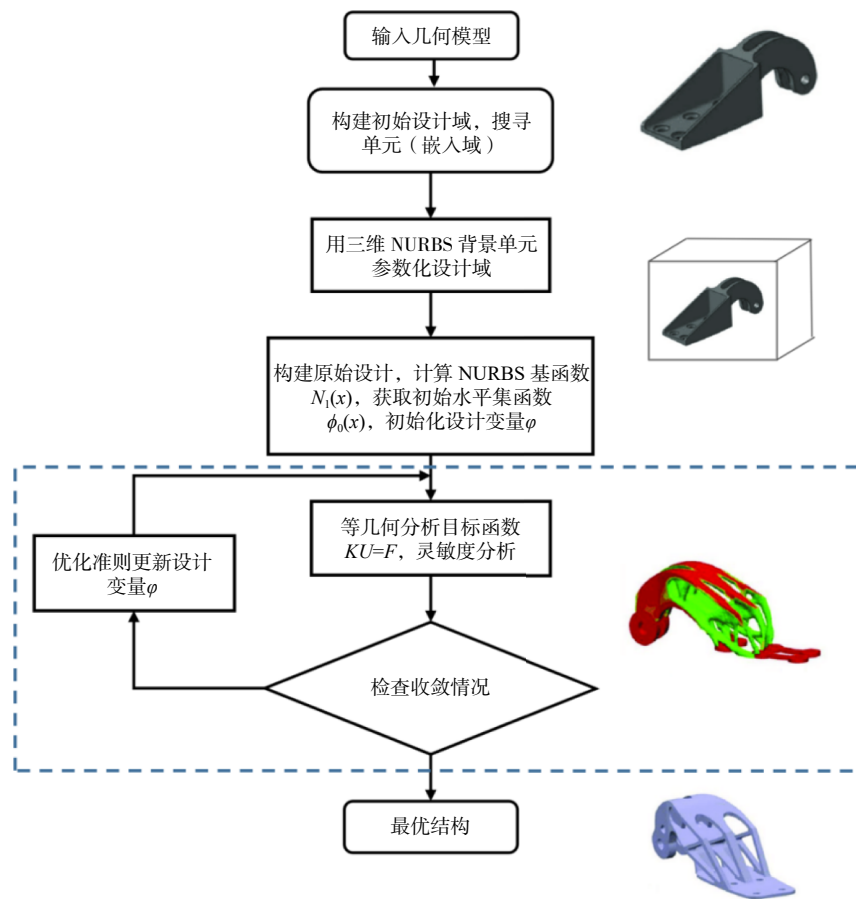 输入几何模型
构建初始设计域，搜寻
单元（嵌入域）
用三维 NURBS 背景单元
参数化设计域
构建原始设计，计算 NURBS 基函数
N₁(x)，获取初始水平集函数
ϕ₀(x)，初始化设计变量φ
等几何分析目标函数
KU=F，灵敏度分析
优化准则更新设计
变量φ
检查收敛情况
最优结构